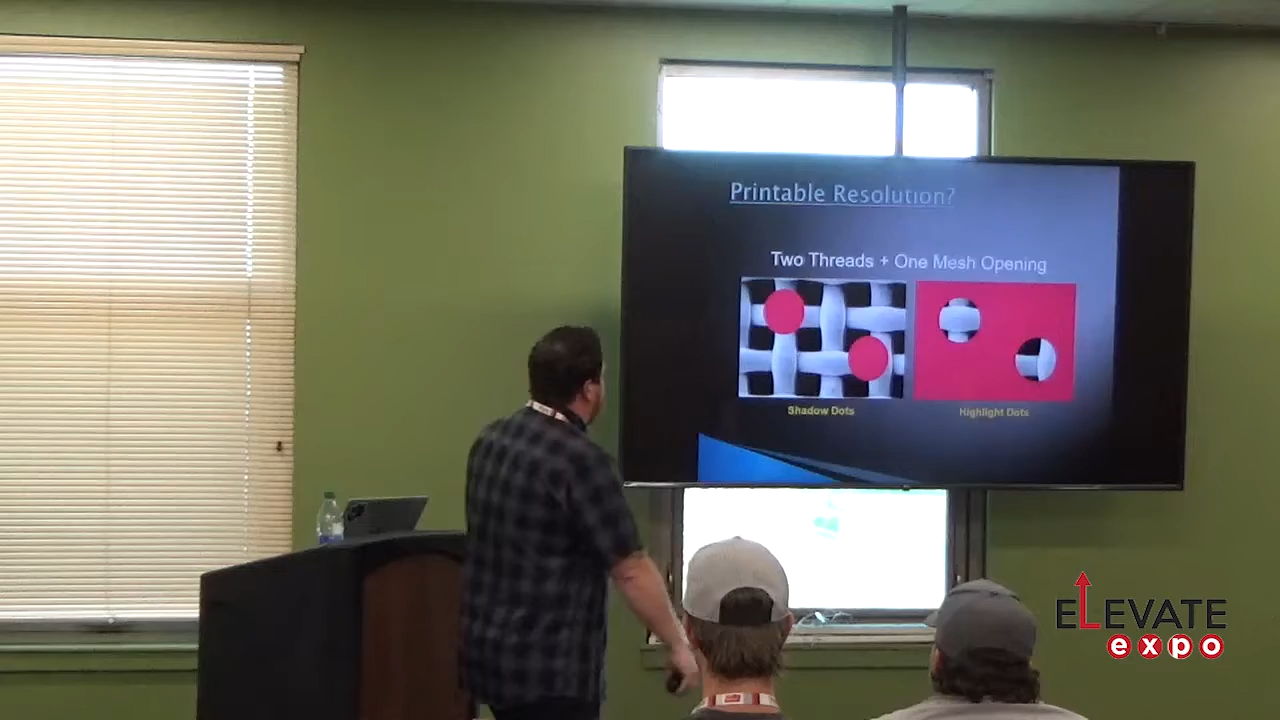 Printable Resolution?
Two Threads + One Mesh Opening
Shadow Dots
Highlight Dots
ELEVATE
expo